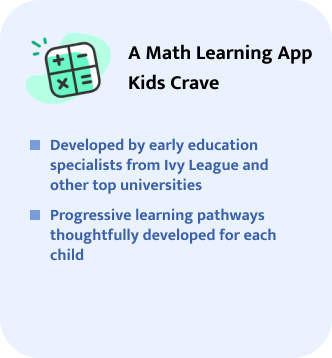 A Math Learning App
Kids Crave
Developed by early education
specialists from Ivy League and
other top universities
Progressive learning pathways
thoughtfully developed for each
child